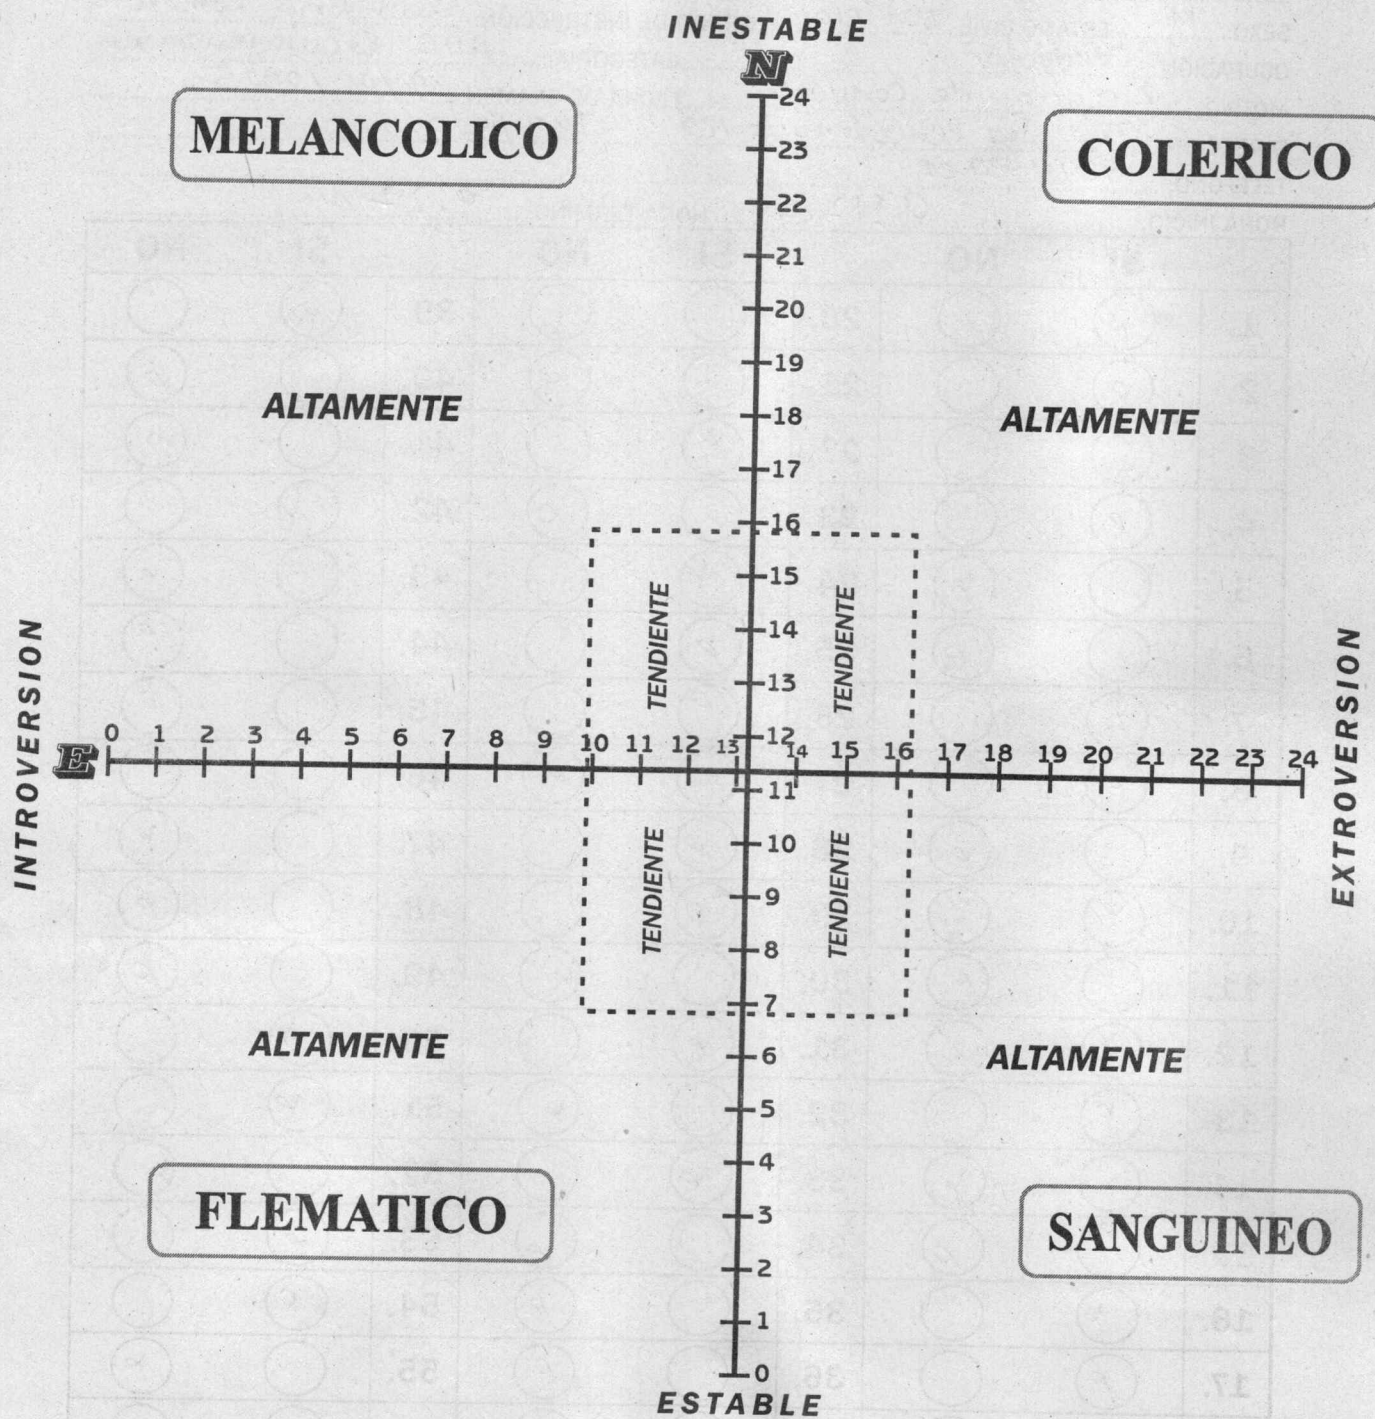 INESTABLE
N
MELANCOLICO
COLERICO
24
23
22
21
20
19
18
17
16
15
14
13
12
11
10
9
8
7
6
5
4
3
2
1
0
ALTAMENTE
ALTAMENTE
TENDIENTE
TENDIENTE
INTROVERSION
E
0 1 2 3 4 5 6 7 8 9 10 11 12 13 14 15 16 17 18 19 20 21 22 23 24
EXTROVERSION
TENDIENTE
TENDIENTE
ALTAMENTE
ALTAMENTE
FLEMATICO
SANGUINEO
ESTABLE